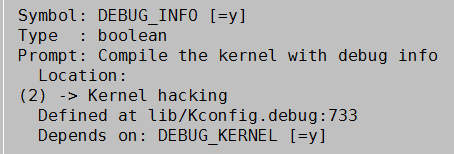 Symbol: DEBUG_INFO [=y]
Type  : boolean
Prompt: Compile the kernel with debug info
  Location:
(2) -> Kernel hacking
  Defined at lib/Kconfig.debug:733
  Depends on: DEBUG_KERNEL [=y]